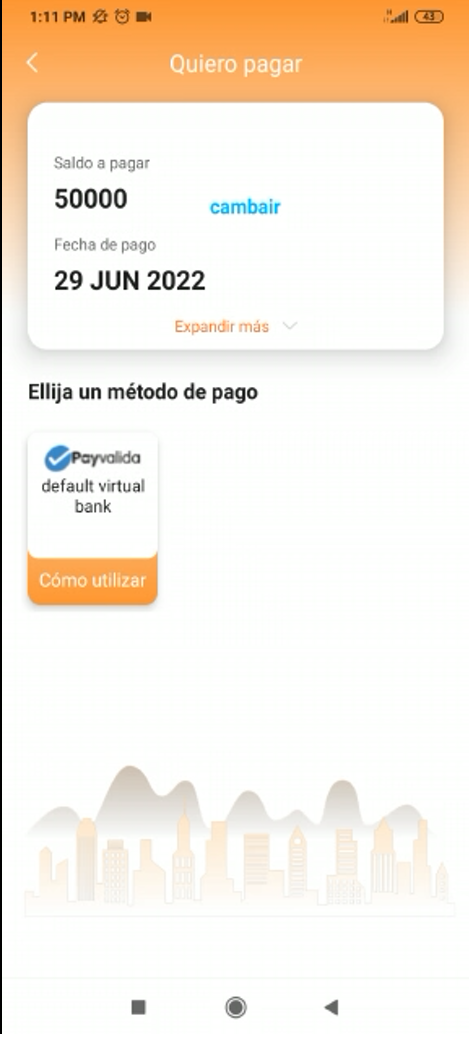 1:11 PM 43
Quiero pagar
Saldo a pagar
50000
cambair
Fecha de pago
29 JUN 2022
Expandir más
Ellija un método de pago
Payvalida
default virtual
bank
Cómo utilizar